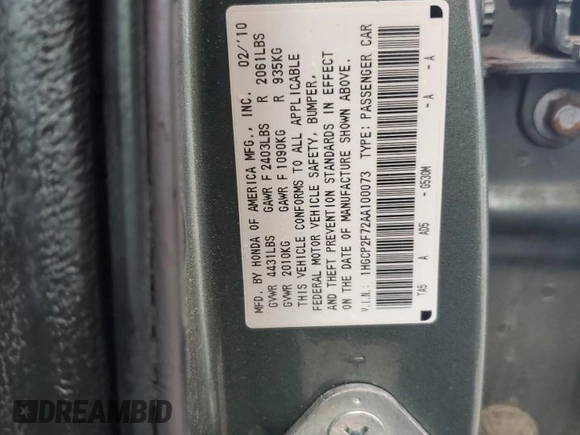 MFD. BY HONDA OF AMERICA MFG., INC. 02/'10
GVWR 4431LBS GAWR F 2403LBS R 2061LBS
GVWR 2010KG GAWR F 1090KG R 935KG
THIS VEHICLE CONFORMS TO ALL APPLICABLE
FEDERAL MOTOR VEHICLE SAFETY, BUMPER,
AND THEFT PREVENTION STANDARDS IN EFFECT
ON THE DATE OF MANUFACTURE SHOWN ABOVE.
V.I.N.: 1HGCP2F72AA100073 TYPE: PASSENGER CAR
TA5 A AD5 - G530M - A - A
DREAMBID